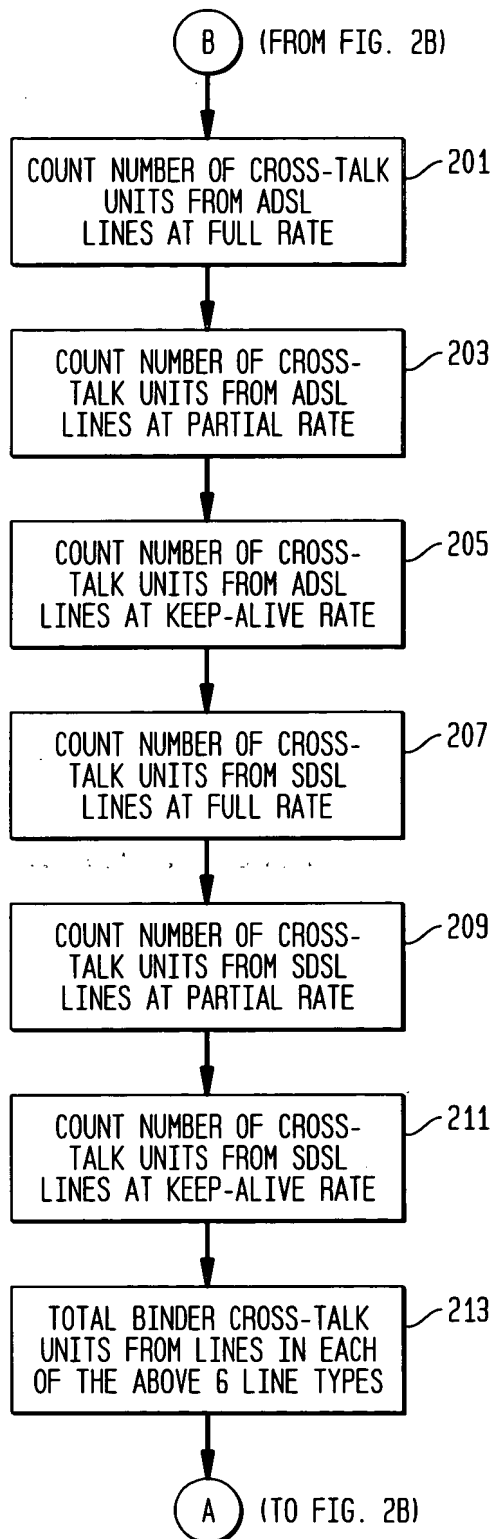 B (FROM FIG. 2B)
COUNT NUMBER OF CROSS-TALK
UNITS FROM ADSL
LINES AT FULL RATE
201
COUNT NUMBER OF CROSS-
TALK UNITS FROM ADSL
LINES AT PARTIAL RATE
203
COUNT NUMBER OF CROSS-
TALK UNITS FROM ADSL
LINES AT KEEP-ALIVE RATE
205
COUNT NUMBER OF CROSS-
TALK UNITS FROM SDSL
LINES AT FULL RATE
207
COUNT NUMBER OF CROSS-
TALK UNITS FROM SDSL
LINES AT PARTIAL RATE
209
COUNT NUMBER OF CROSS-
TALK UNITS FROM SDSL
LINES AT KEEP-ALIVE RATE
211
TOTAL BINDER CROSS-TALK
UNITS FROM LINES IN EACH
OF THE ABOVE 6 LINE TYPES
213
A (TO FIG. 2B)